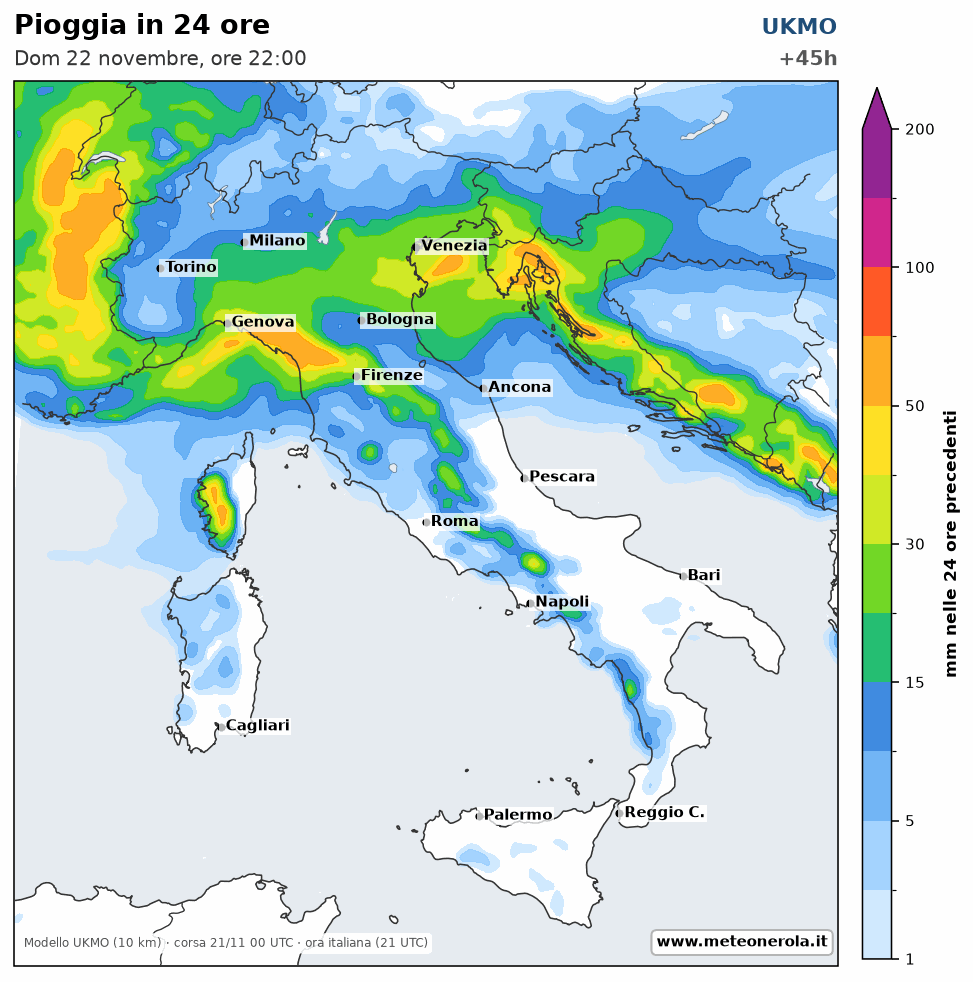 Pioggia in 24 ore
UKMO
Dom 22 novembre, ore 22:00
+45h
200
100
50
30
15
5
1
mm nelle 24 ore precedenti
Milano
Venezia
Torino
Genova
Bologna
Firenze
Ancona
Pescara
Roma
Bari
Napoli
Cagliari
Palermo
Reggio C.
Modello UKMO (10 km) · corsa 21/11 00 UTC · ora italiana (21 UTC)
www.meteonerola.it